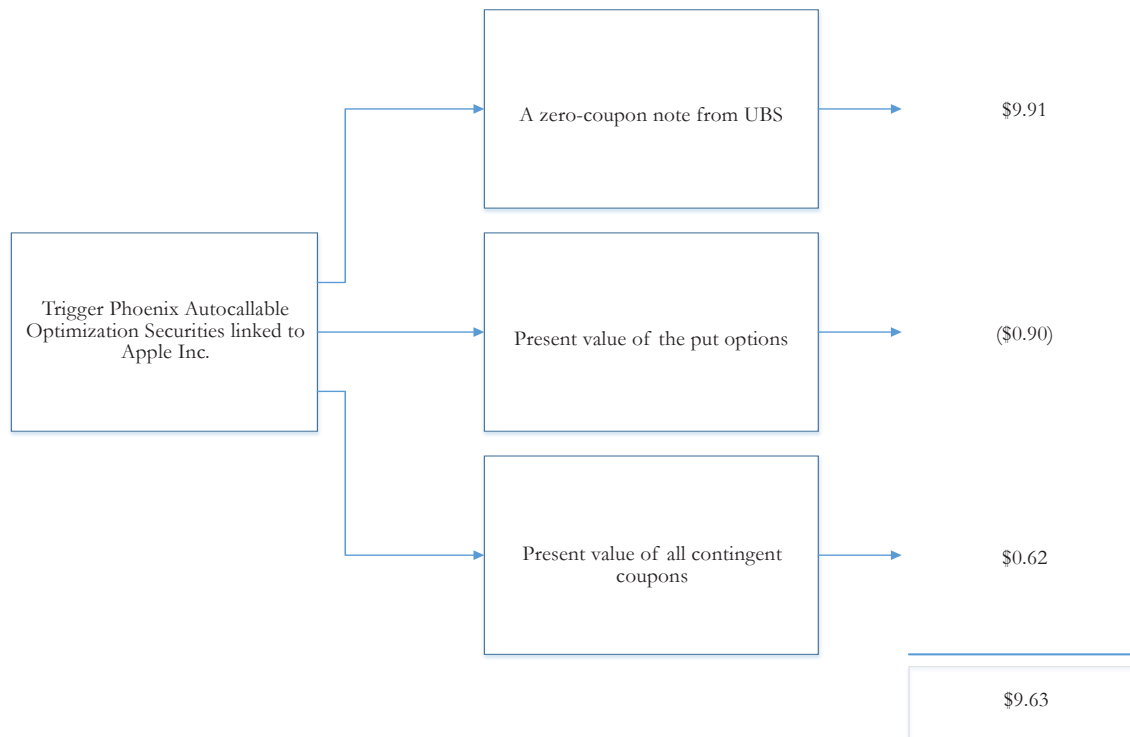 A zero-coupon note from UBS
$9.91
Trigger Phoenix Autocallable
Optimization Securities linked to
Apple Inc.
Present value of the put options
($0.90)
Present value of all contingent
coupons
$0.62
$9.63